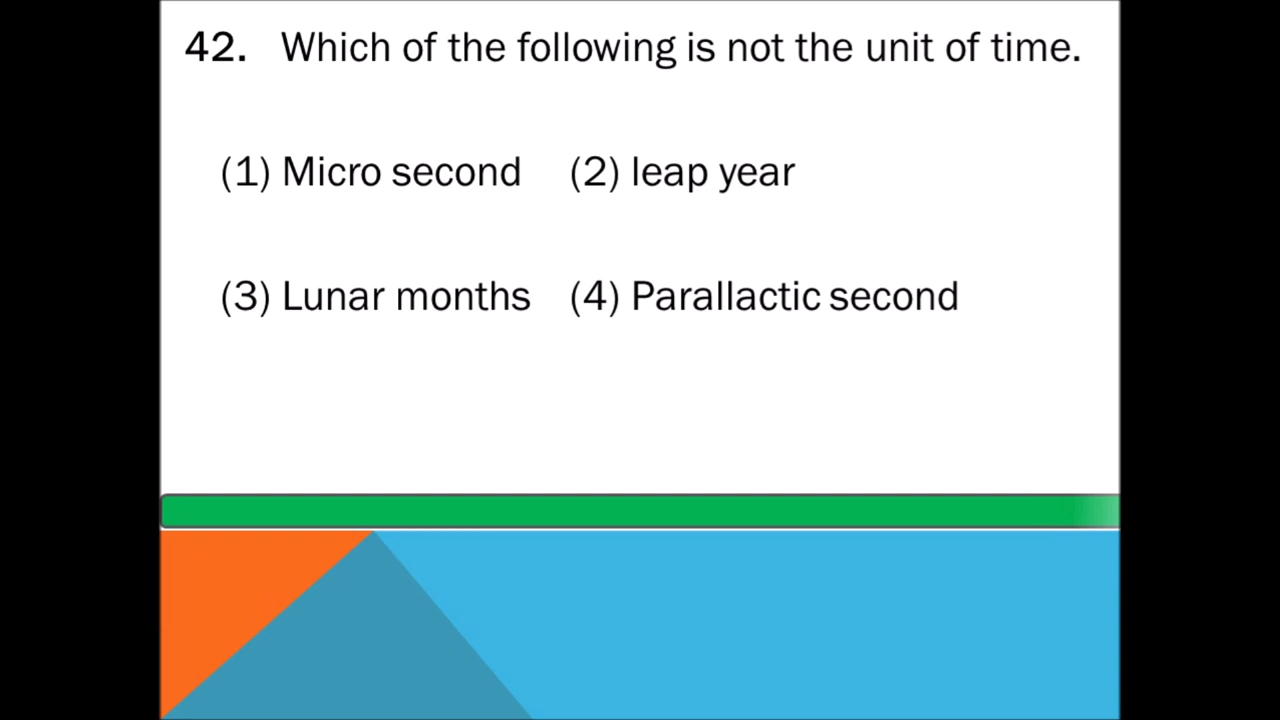 42. Which of the following is not the unit of time.
(1) Micro second (2) leap year
(3) Lunar months (4) Parallactic second